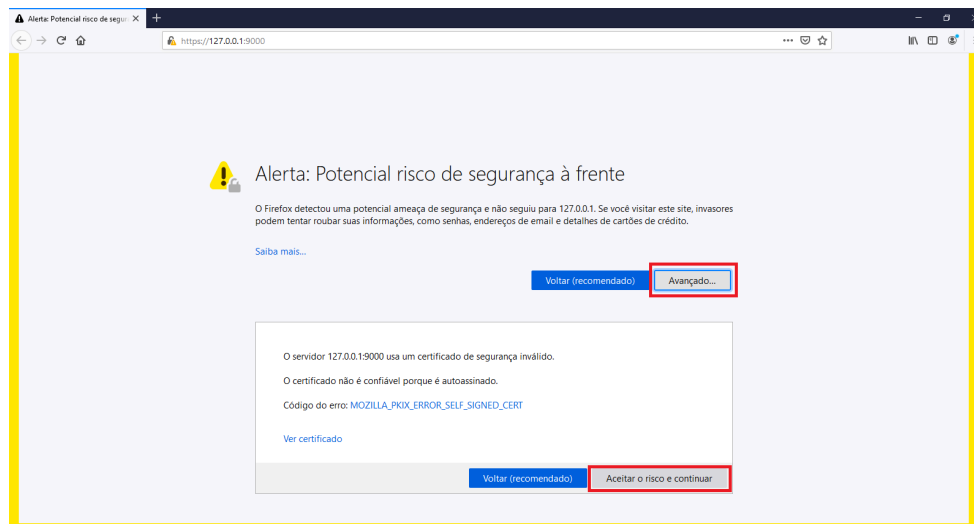 Alerta: Potencial risco de segur
https://127.0.0.1:9000
Alerta: Potencial risco de segurança à frente
O Firefox detectou uma potencial ameaça de segurança e não seguiu para 127.0.0.1. Se você visitar este site, invasores
podem tentar roubar suas informações, como senhas, endereços de email e detalhes de cartões de crédito.
Saiba mais...
Voltar (recomendado) Avançado...
O servidor 127.0.0.1:9000 usa um certificado de segurança inválido.
O certificado não é confiável porque é autoassinado.
Código do erro: MOZILLA_PKIX_ERROR_SELF_SIGNED_CERT
Ver certificado
Voltar (recomendado) Aceitar o risco e continuar